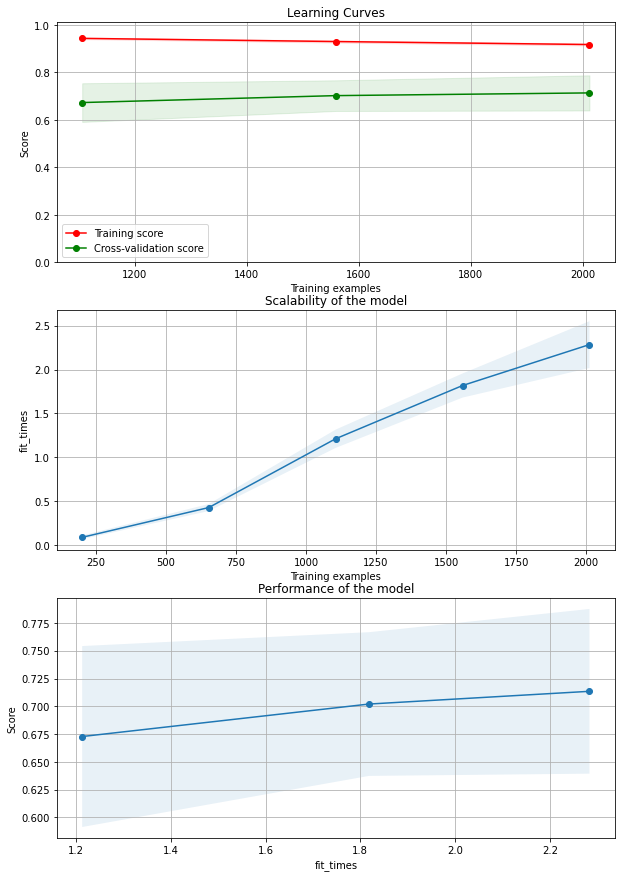 Learning Curves
1.0
0.8
0.6
0.4
0.2
0.0
Score
Training score
Cross-validation score
1200 1400 1600 1800 2000
Training examples
Scalability of the model
2.5
2.0
1.5
1.0
0.5
0.0
fit_times
250 500 750 1000 1250 1500 1750 2000
Training examples
Performance of the model
0.775
0.750
0.725
0.700
0.675
0.650
0.625
0.600
Score
1.2 1.4 1.6 1.8 2.0 2.2
fit_times